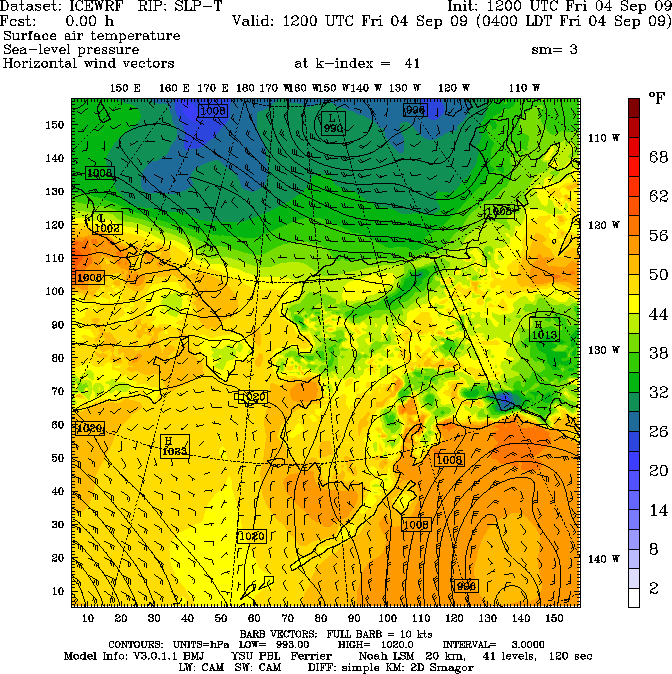 Dataset: ICEWRF RIP: SLP-T Init: 1200 UTC Fri 04 Sep 09
Fcst: 0.00 h Valid: 1200 UTC Fri 04 Sep 09 (0400 LDT Fri 04 Sep 09)
Surface air temperature
Sea-level pressure sm= 3
Horizontal wind vectors at k-index = 41
150 E 160 E 170 E 180 E 170 W 160 W 150 W 140 W 130 W 120 W 110 W
°F
150 140 130 120 110 100 90 80 70 60 50 40 30 20 10
110 W
120 W
130 W
140 W
68
62
56
50
44
38
32
26
20
14
8
2
1008
996
L
990
1008
L
1002
1008
H
1013
1020
1020
H
1023
1008
1020
1008
996
10 20 30 40 50 60 70 80 90 100 110 120 130 140 150
BARB VECTORS: FULL BARB = 10 kts
CONTOURS: UNITS=hPa LOW= 993.00 HIGH= 1020.0 INTERVAL= 3.0000
Model Info: V3.0.1.1 BMJ YSU PBL Ferrier Noah LSM 20 km, 41 levels, 120 sec
LW: CAM SW: CAM DIFF: simple KM: 2D Smagor